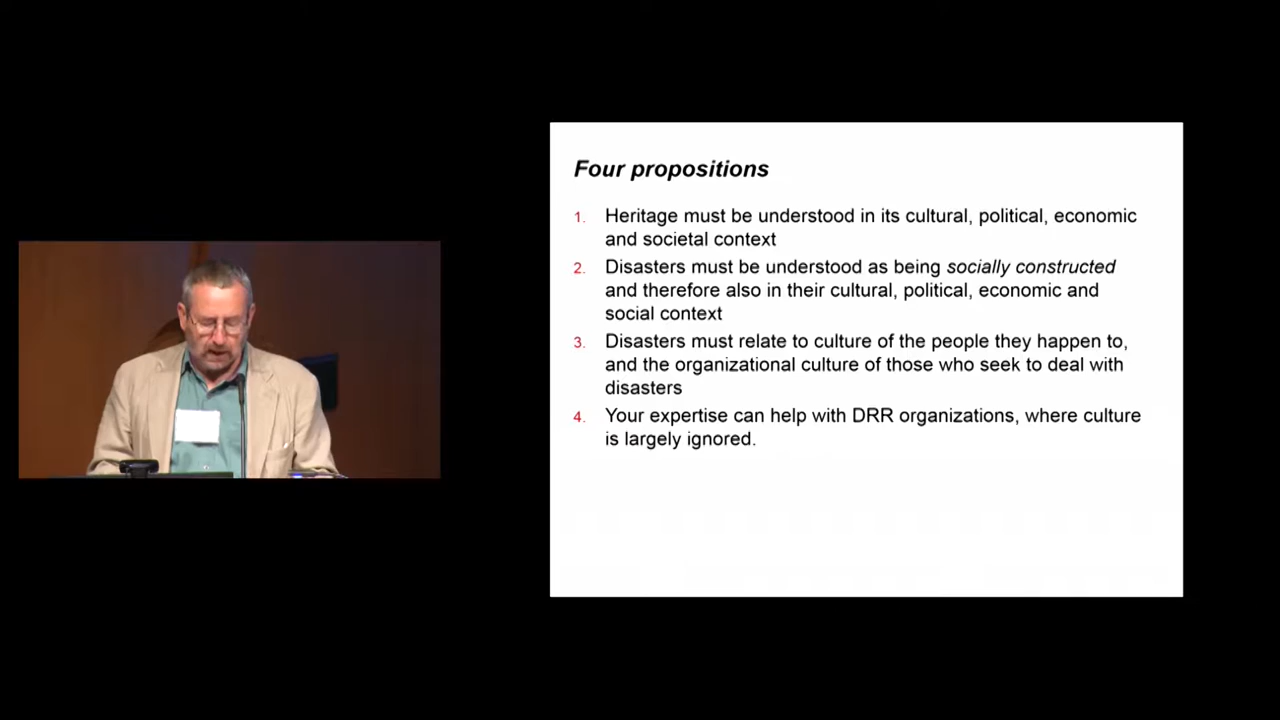 Four propositions
1. Heritage must be understood in its cultural, political, economic
and societal context
2. Disasters must be understood as being socially constructed
and therefore also in their cultural, political, economic and
social context
3. Disasters must relate to culture of the people they happen to,
and the organizational culture of those who seek to deal with
disasters
4. Your expertise can help with DRR organizations, where culture
is largely ignored.